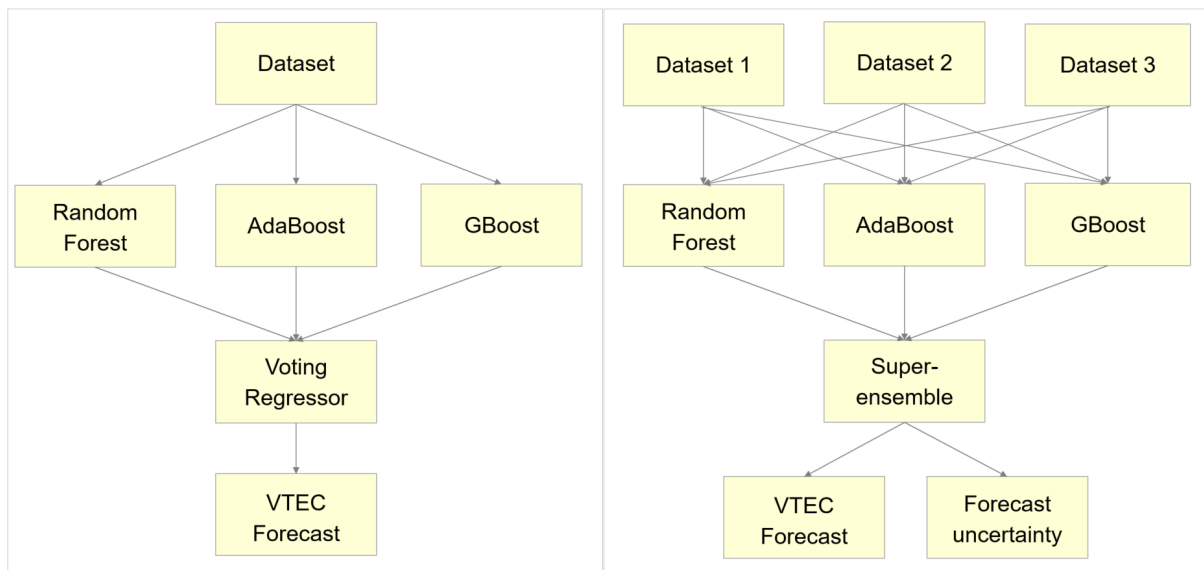 Dataset
Random
Forest
AdaBoost
GBoost
Voting
Regressor
VTEC
Forecast
Dataset 1
Dataset 2
Dataset 3
Random
Forest
AdaBoost
GBoost
Super-
ensemble
VTEC
Forecast
Forecast
uncertainty